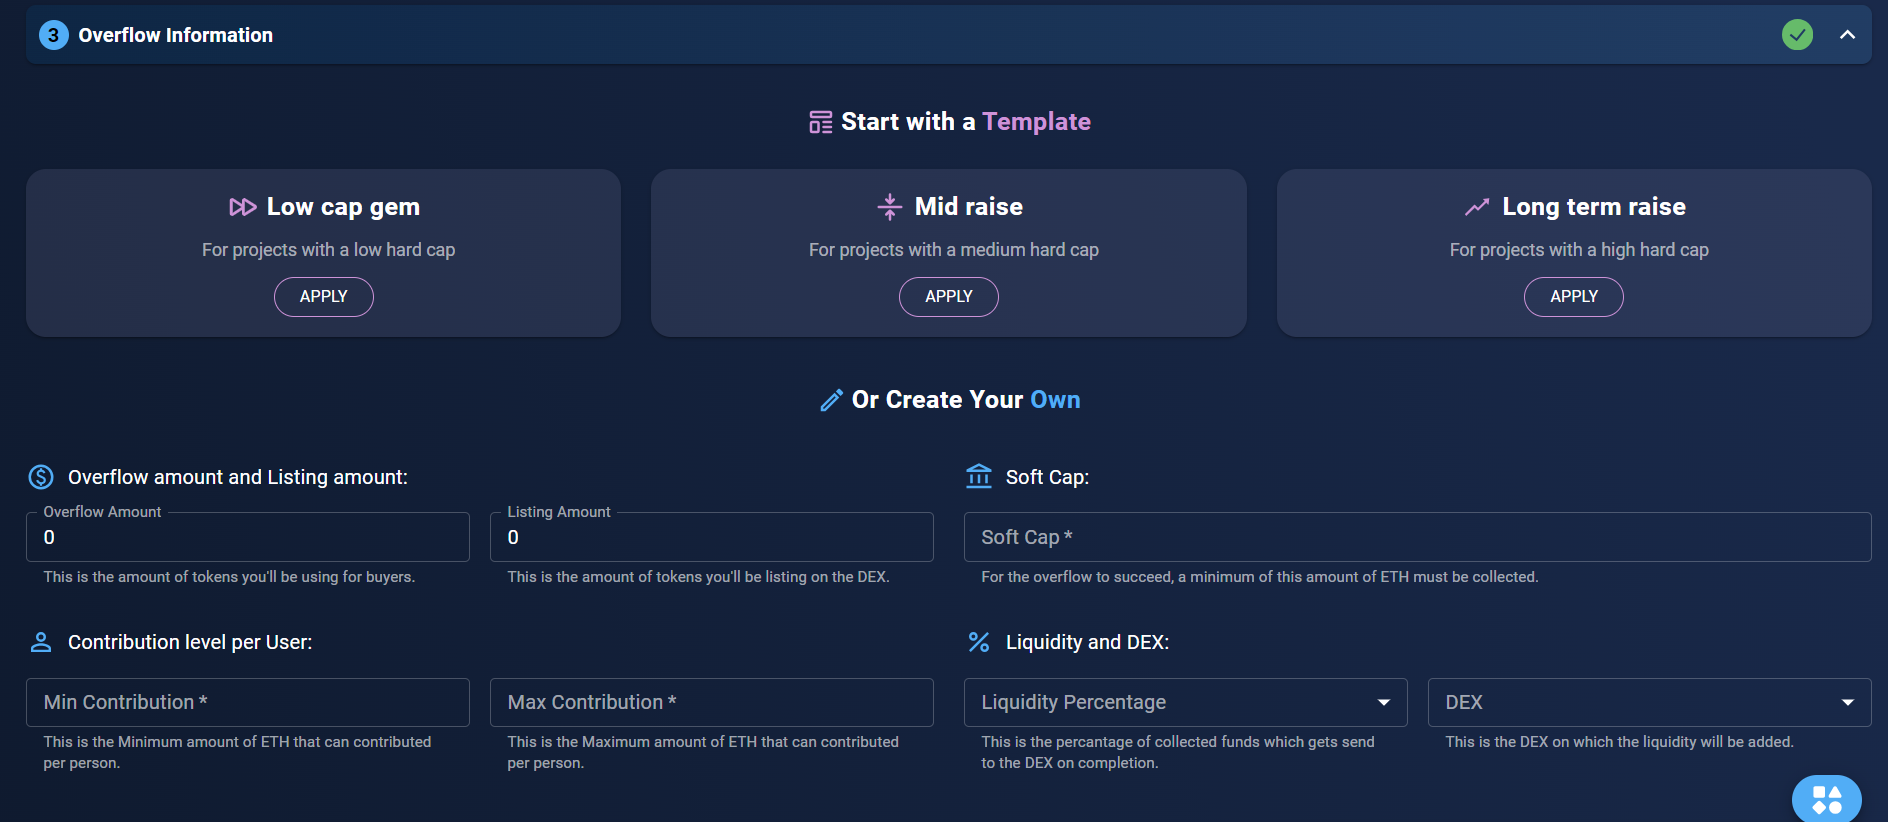 3 Overflow Information
Start with a Template
Low cap gem
For projects with a low hard cap
APPLY
Mid raise
For projects with a medium hard cap
APPLY
Long term raise
For projects with a high hard cap
APPLY
Or Create Your Own
Overflow amount and Listing amount:
Overflow Amount
0
This is the amount of tokens you'll be using for buyers.
Listing Amount
0
This is the amount of tokens you'll be listing on the DEX.
Soft Cap:
Soft Cap *
For the overflow to succeed, a minimum of this amount of ETH must be collected.
Contribution level per User:
Min Contribution *
This is the Minimum amount of ETH that can contributed
per person.
Max Contribution *
This is the Maximum amount of ETH that can contributed
per person.
Liquidity and DEX:
Liquidity Percentage
This is the percantage of collected funds which gets send
to the DEX on completion.
DEX
This is the DEX on which the liquidity will be added.